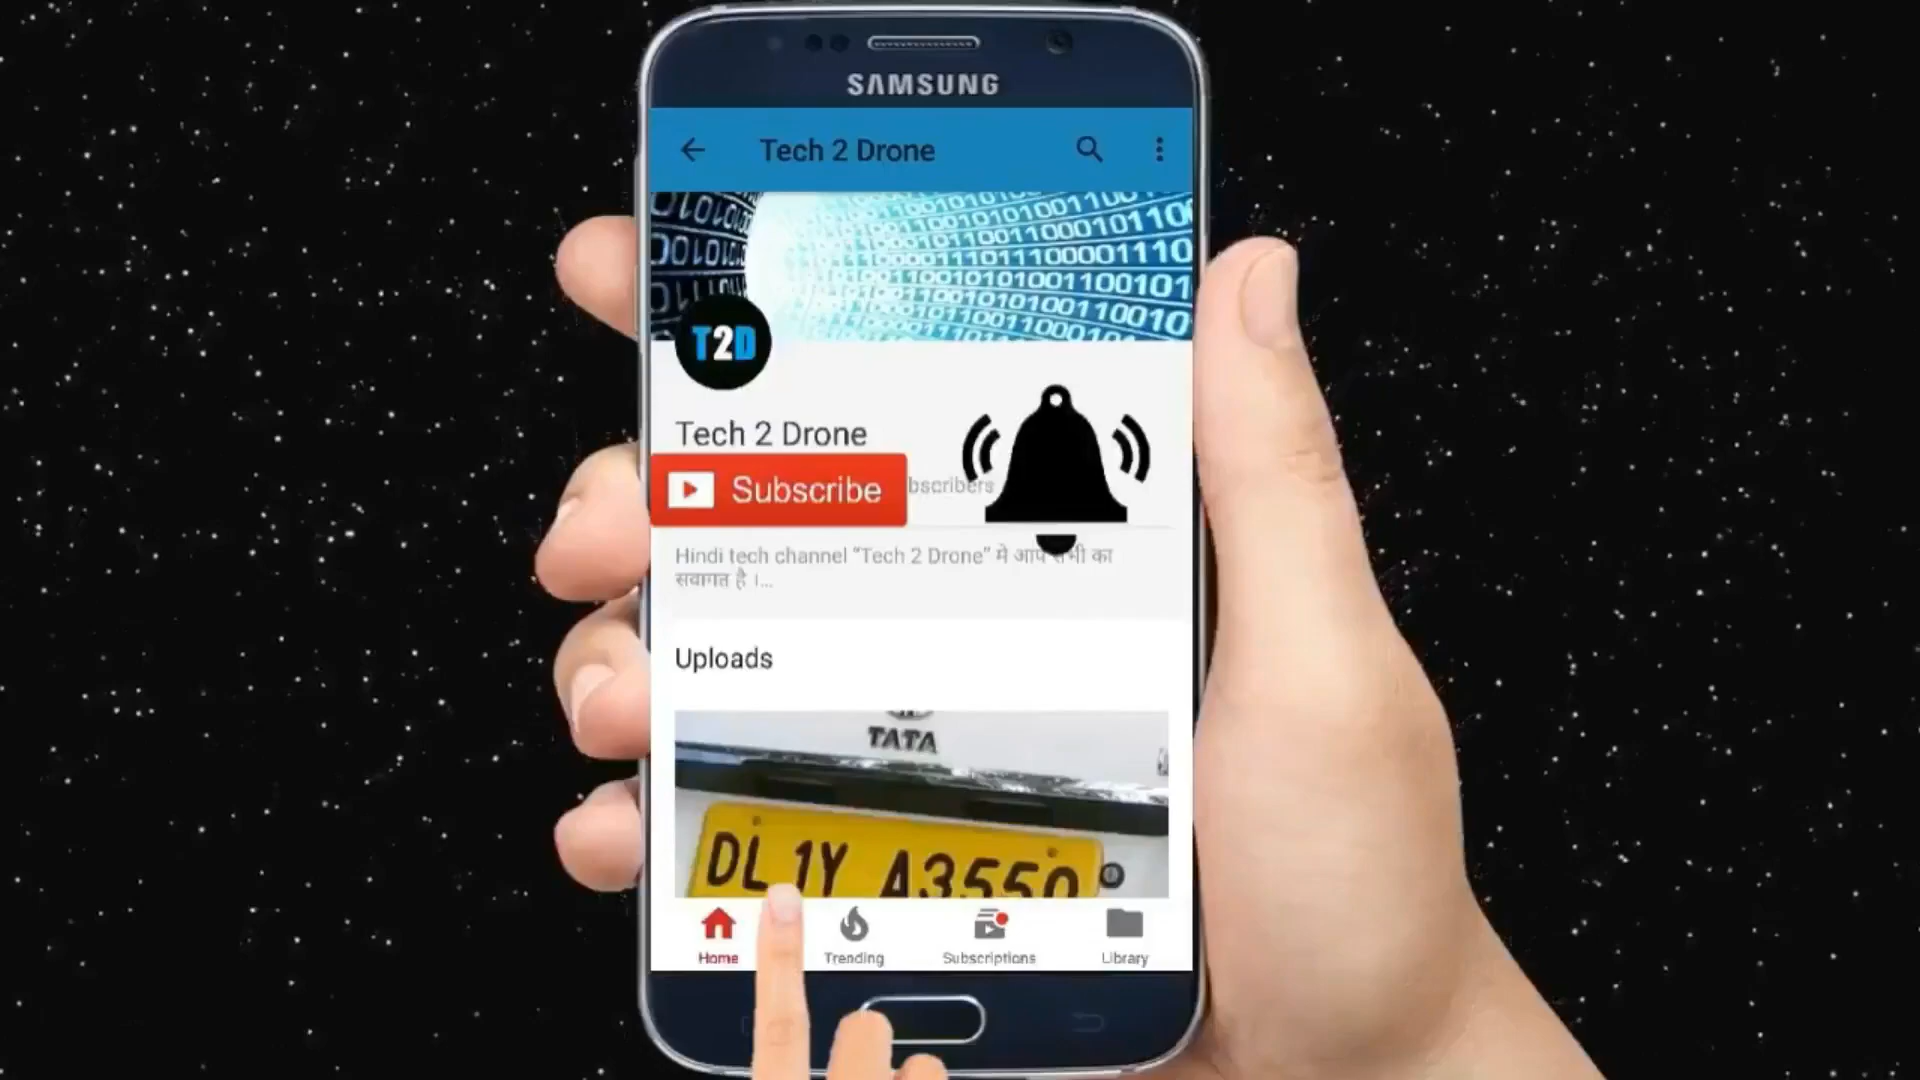 SAMSUNG
Tech 2 Drone
T2D
Tech 2 Drone
Subscribe
bscribers
Hindi tech channel “Tech 2 Drone” मे आप भी का
सवागत है ।...
Uploads
TATA
DL 1Y A3550
Home
Trending
Subscriptions
Library